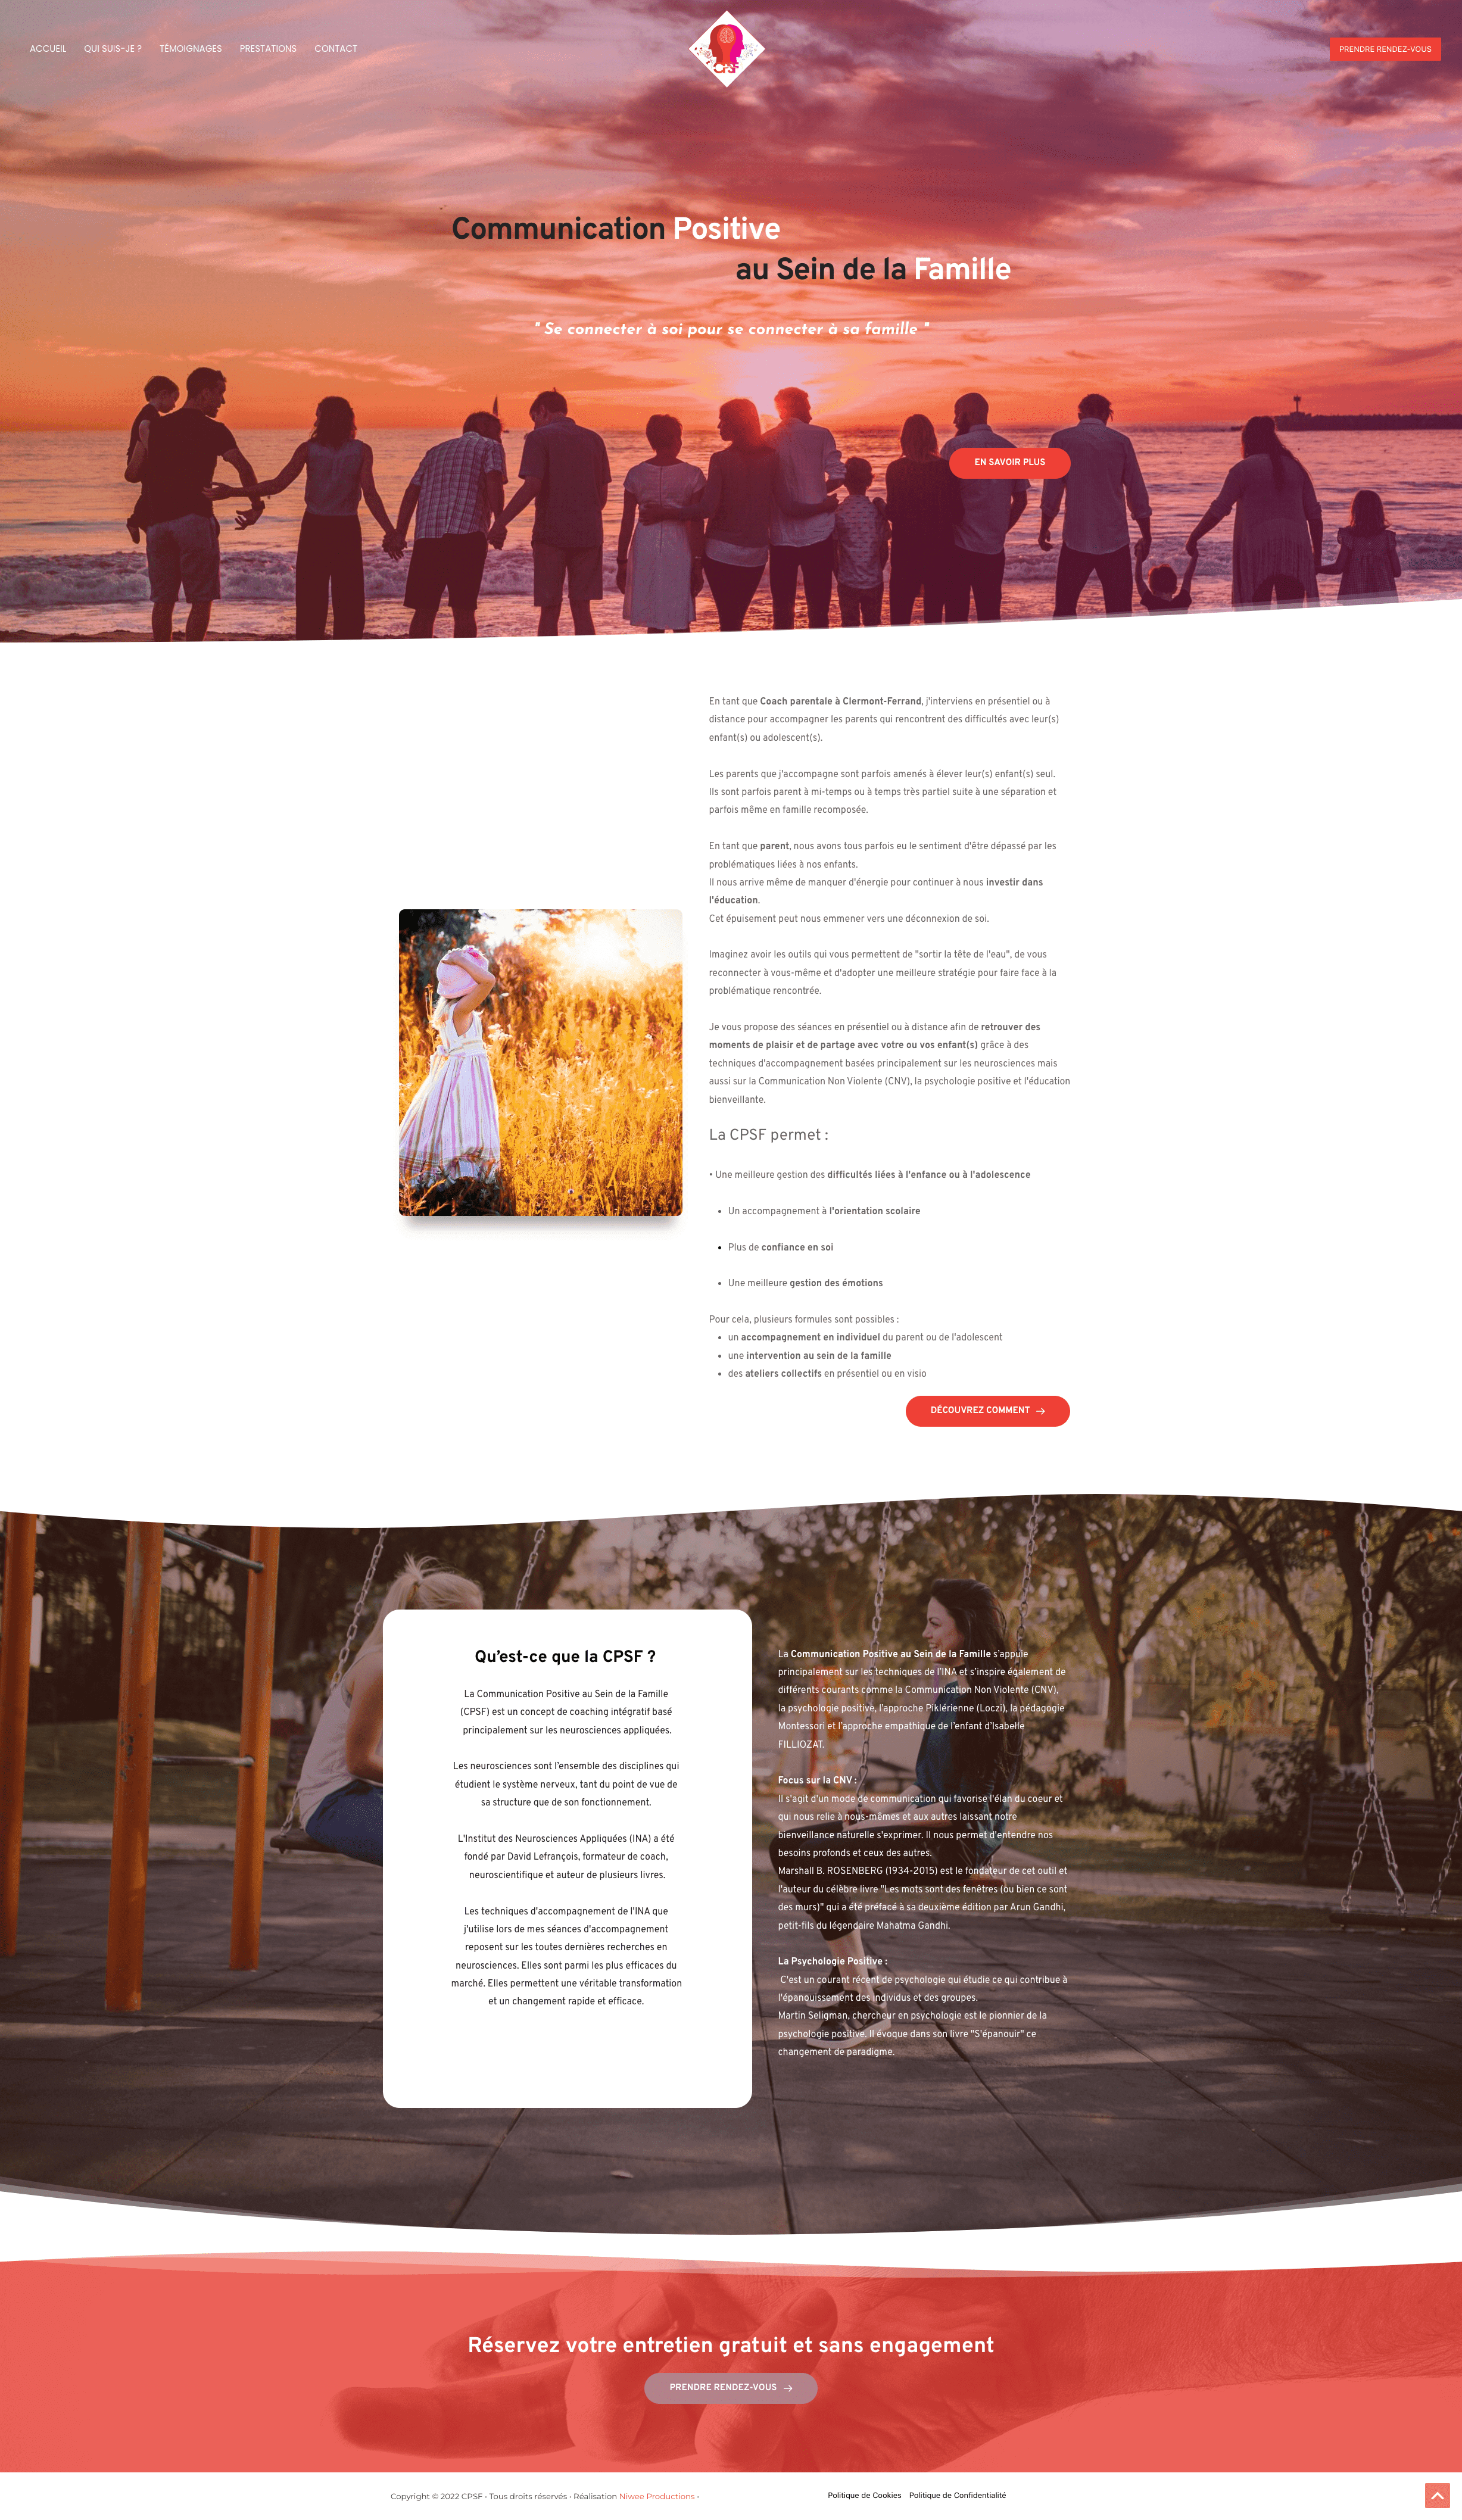 ACCUEIL QUI SUIS-JE ? TÉMOIGNAGES PRESTATIONS CONTACT
CPSF
PRENDRE RENDEZ-VOUS
Communication Positive
au Sein de la Famille
" Se connecter à soi pour se connecter à sa famille "
EN SAVOIR PLUS
En tant que Coach parentale à Clermont-Ferrand, j'interviens en présentiel ou à
distance pour accompagner les parents qui rencontrent des difficultés avec leur(s)
enfant(s) ou adolescent(s).
Les parents que j'accompagne sont parfois amenés à élever leur(s) enfant(s) seul.
Ils sont parfois parent à mi-temps ou à temps très partiel suite à une séparation et
parfois même en famille recomposée.
En tant que parent, nous avons tous parfois eu le sentiment d'être dépassé par les
problématiques liées à nos enfants.
Il nous arrive même de manquer d'énergie pour continuer à nous investir dans
l'éducation.
Cet épuisement peut nous emmener vers une déconnexion de soi.
Imaginez avoir les outils qui vous permettent de "sortir la tête de l'eau", de vous
reconnecter à vous-même et d'adopter une meilleure stratégie pour faire face à la
problématique rencontrée.
Je vous propose des séances en présentiel ou à distance afin de retrouver des
moments de plaisir et de partage avec votre ou vos enfant(s) grâce à des
techniques d'accompagnement basées principalement sur les neurosciences mais
aussi sur la Communication Non Violente (CNV), la psychologie positive et l'éducation
bienveillante.
La CPSF permet :
• Une meilleure gestion des difficultés liées à l'enfance ou à l'adolescence
• Un accompagnement à l'orientation scolaire
• Plus de confiance en soi
• Une meilleure gestion des émotions
Pour cela, plusieurs formules sont possibles :
• un accompagnement en individuel du parent ou de l'adolescent
• une intervention au sein de la famille
• des ateliers collectifs en présentiel ou en visio
DÉCOUVREZ COMMENT
Qu’est-ce que la CPSF ?
La Communication Positive au Sein de la Famille
(CPSF) est un concept de coaching intégratif basé
principalement sur les neurosciences appliquées.
Les neurosciences sont l’ensemble des disciplines qui
étudient le système nerveux, tant du point de vue de
sa structure que de son fonctionnement.
L'Institut des Neurosciences Appliquées (INA) a été
fondé par David Lefrançois, formateur de coach,
neuroscientifique et auteur de plusieurs livres.
Les techniques d'accompagnement de l'INA que
j'utilise lors de mes séances d'accompagnement
reposent sur les toutes dernières recherches en
neurosciences. Elles sont parmi les plus efficaces du
marché. Elles permettent une véritable transformation
et un changement rapide et efficace.
La Communication Positive au Sein de la Famille s’appuie
principalement sur les techniques de l'INA et s’inspire également de
différents courants comme la Communication Non Violente (CNV),
la psychologie positive, l’approche Piklérienne (Loczi), la pédagogie
Montessori et l’approche empathique de l’enfant d’Isabelle
FILLIOZAT.
Focus sur la CNV :
Il s'agit d'un mode de communication qui favorise l'élan du coeur et
qui nous relie à nous-mêmes et aux autres laissant notre
bienveillance naturelle s'exprimer. Il nous permet d'entendre nos
besoins profonds et ceux des autres.
Marshall B. ROSENBERG (1934-2015) est le fondateur de cet outil et
l'auteur du célèbre livre "Les mots sont des fenêtres (ou bien ce sont
des murs)" qui a été préfacé à sa deuxième édition par Arun Gandhi,
petit-fils du légendaire Mahatma Gandhi.
La Psychologie Positive :
C'est un courant récent de psychologie qui étudie ce qui contribue à
l'épanouissement des individus et des groupes.
Martin Seligman, chercheur en psychologie est le pionnier de la
psychologie positive. Il évoque dans son livre "S'épanouir" ce
changement de paradigme.
Réservez votre entretien gratuit et sans engagement
PRENDRE RENDEZ-VOUS
Copyright © 2022 CPSF • Tous droits réservés • Réalisation Niwee Productions •
Politique de Cookies Politique de Confidentialité